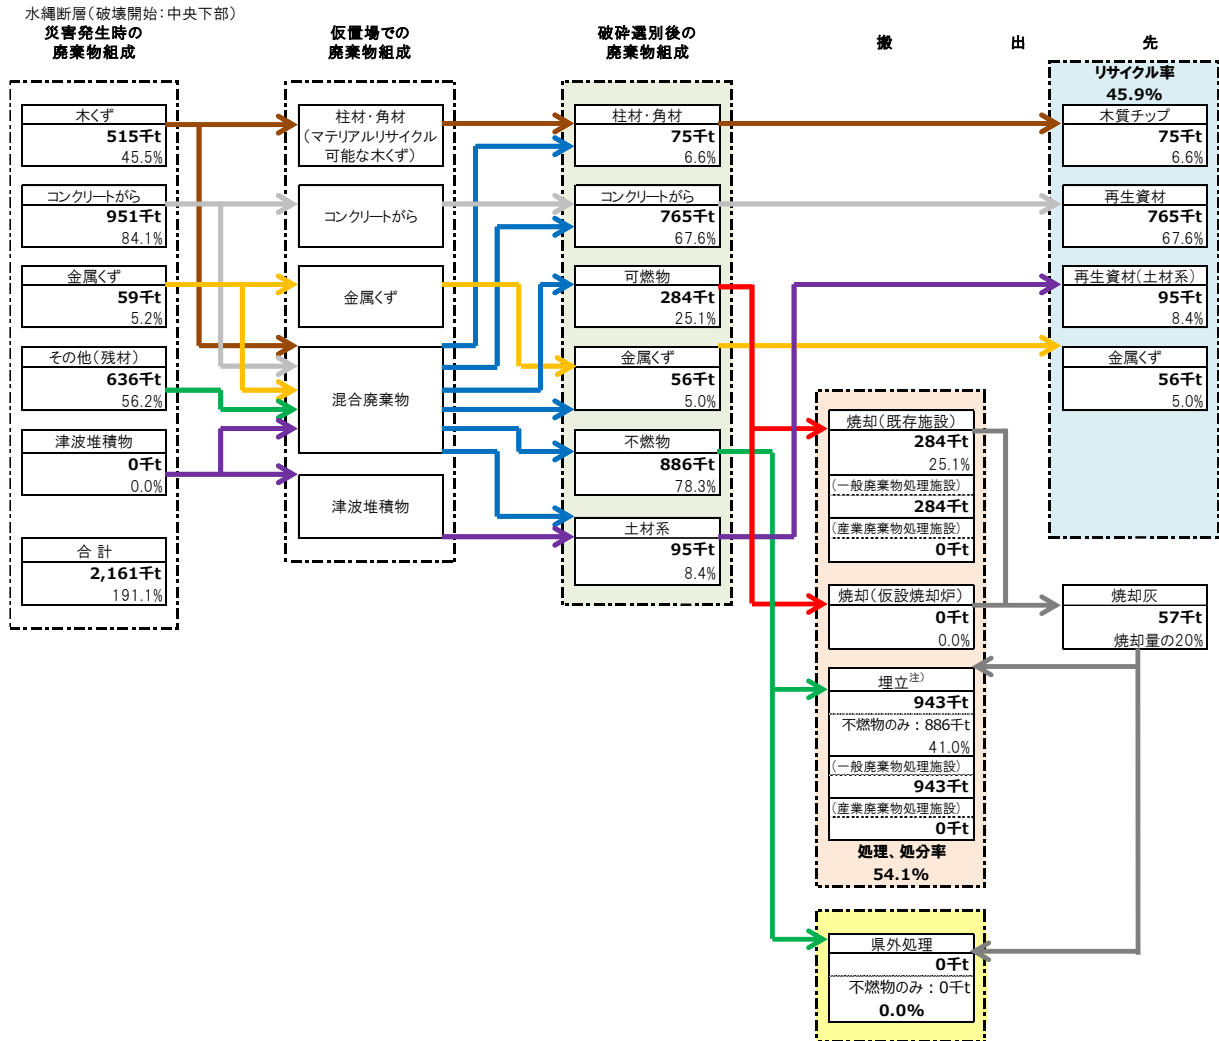 水縄断層（破壊開始：中央下部）
災害発生時の
廃棄物組成
仮置場での
廃棄物組成
破砕選別後の
廃棄物組成
搬　出　先
木くず
515千t
45.5%
コンクリートがら
951千t
84.1%
金属くず
59千t
5.2%
その他（残材）
636千t
56.2%
津波堆積物
0千t
0.0%
合計
2,161千t
191.1%
柱材・角材
（マテリアルリサイクル
可能な木くず）
コンクリートがら
金属くず
混合廃棄物
津波堆積物
柱材・角材
75千t
6.6%
コンクリートがら
765千t
67.6%
可燃物
284千t
25.1%
金属くず
56千t
5.0%
不燃物
886千t
78.3%
土材系
95千t
8.4%
焼却（既存施設）
284千t
25.1%
（一般廃棄物処理施設）
284千t
（産業廃棄物処理施設）
0千t
焼却（仮設焼却炉）
0千t
0.0%
埋立注）
943千t
不燃物のみ：886千t
41.0%
（一般廃棄物処理施設）
943千t
（産業廃棄物処理施設）
0千t
処理、処分率
54.1%
県外処理
0千t
不燃物のみ：0千t
0.0%
リサイクル率
45.9%
木質チップ
75千t
6.6%
再生資材
765千t
67.6%
再生資材（土材系）
95千t
8.4%
金属くず
56千t
5.0%
焼却灰
57千t
焼却量の20%